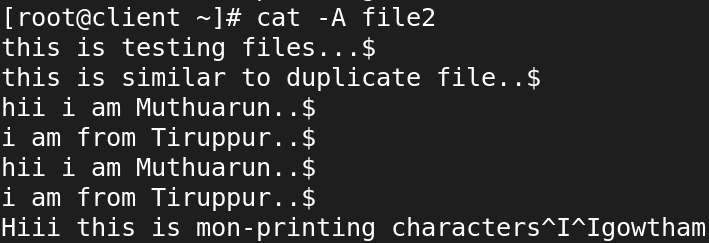 [root@client ~]# cat -A file2
this is testing files...$
this is similar to duplicate file..$
hii i am Muthuarun..$
i am from Tiruppur..$
hii i am Muthuarun..$
i am from Tiruppur..$
Hiii this is mon-printing characters^I^Igowtham